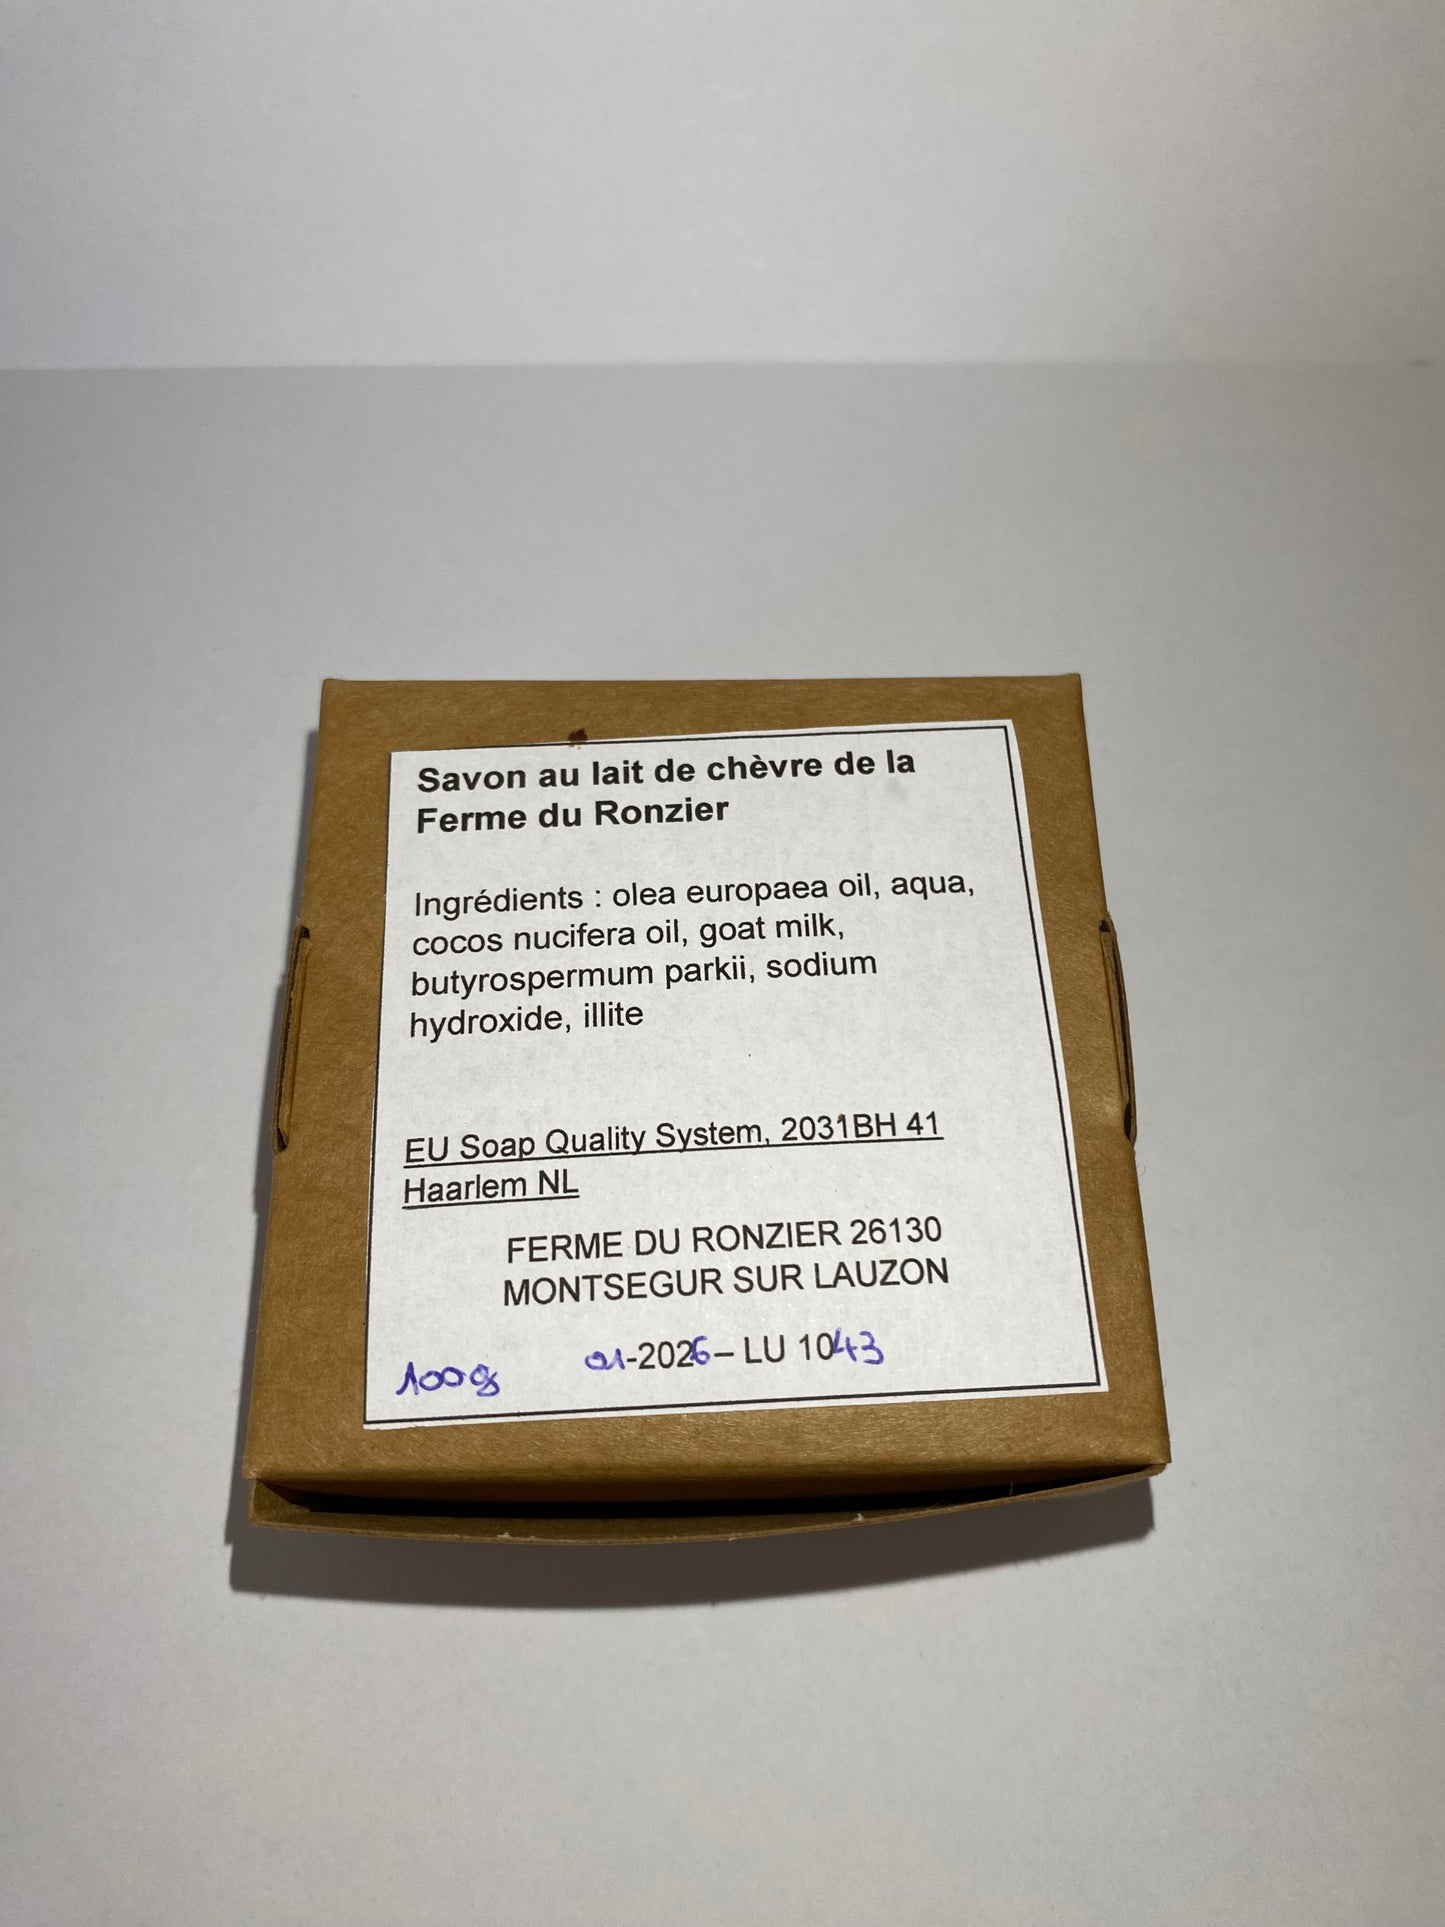 Savon au lait de chèvre de la
Ferme du Ronzier
Ingrédients : olea europaea oil, aqua,
cocos nucifera oil, goat milk,
butyrospermum parkii, sodium
hydroxide, illite
EU Soap Quality System, 2031BH 41
Haarlem NL
FERME DU RONZIER 26130
MONTSEGUR SUR LAUZON
01-2026– LU 1043
100g